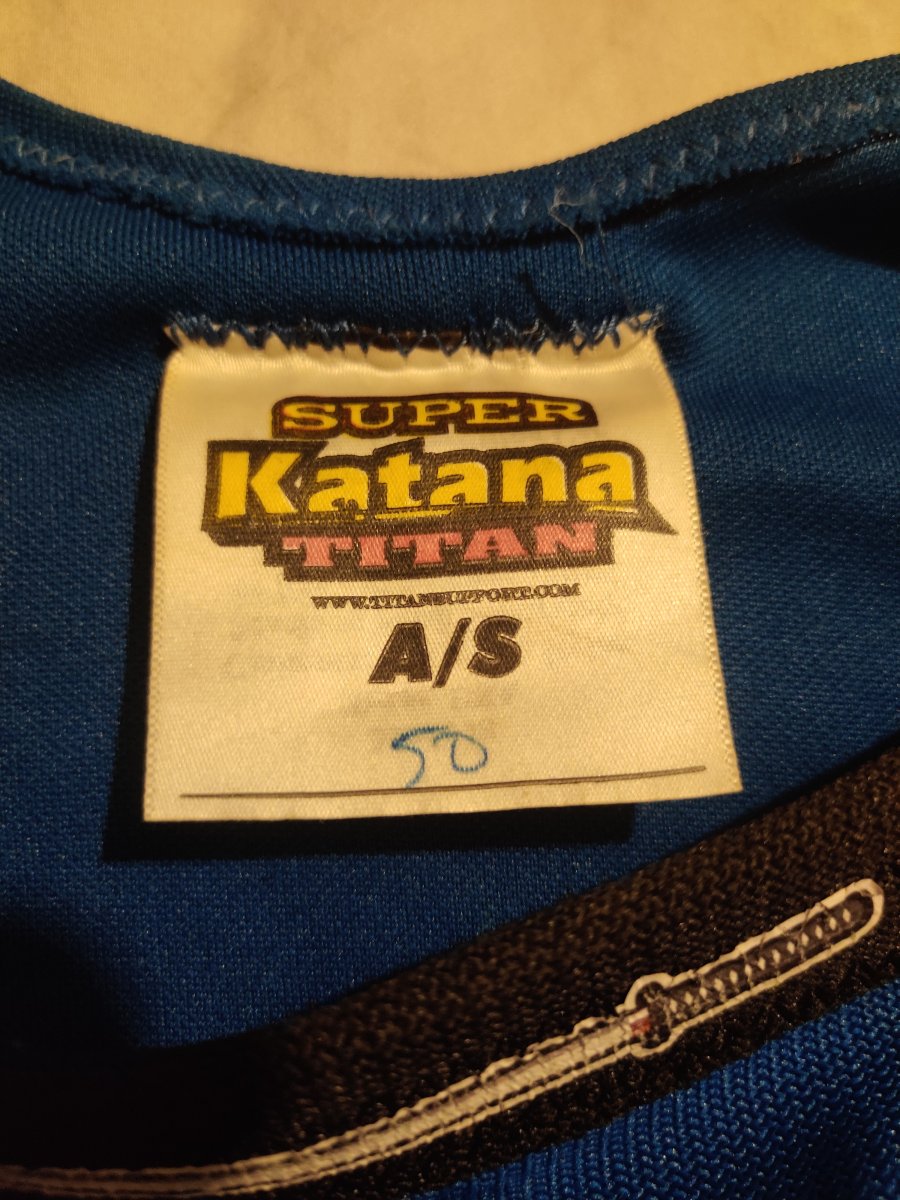 SUPER
Katana
TITAN
WWW.TITANSUPPORT.COM
A/S
50